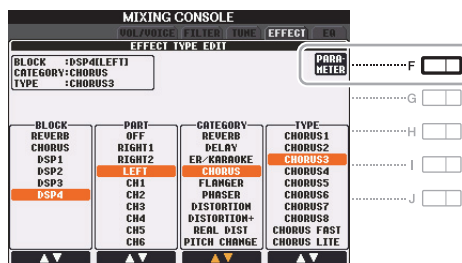 MIXING CONSOLE
VOL/VOICE FILTER TUNE EFFECT EQ
EFFECT TYPE EDIT
BLOCK :DSP4[LEFT]
CATEGORY:CHORUS
TYPE :CHORUS3
PARA-
METER
F
G
H
I
J
BLOCK
REVERB
CHORUS
DSP1
DSP2
DSP3
DSP4
PART
OFF
RIGHT1
RIGHT2
LEFT
CH1
CH2
CH3
CH4
CH5
CH6
CATEGORY
REVERB
DELAY
ER/KARAOKE
CHORUS
FLANGER
PHASER
DISTORTION
DISTORTION+
REAL DIST
PITCH CHANGE
TYPE
CHORUS1
CHORUS2
CHORUS3
CHORUS4
CHORUS5
CHORUS6
CHORUS7
CHORUS8
CHORUS FAST
CHORUS LITE